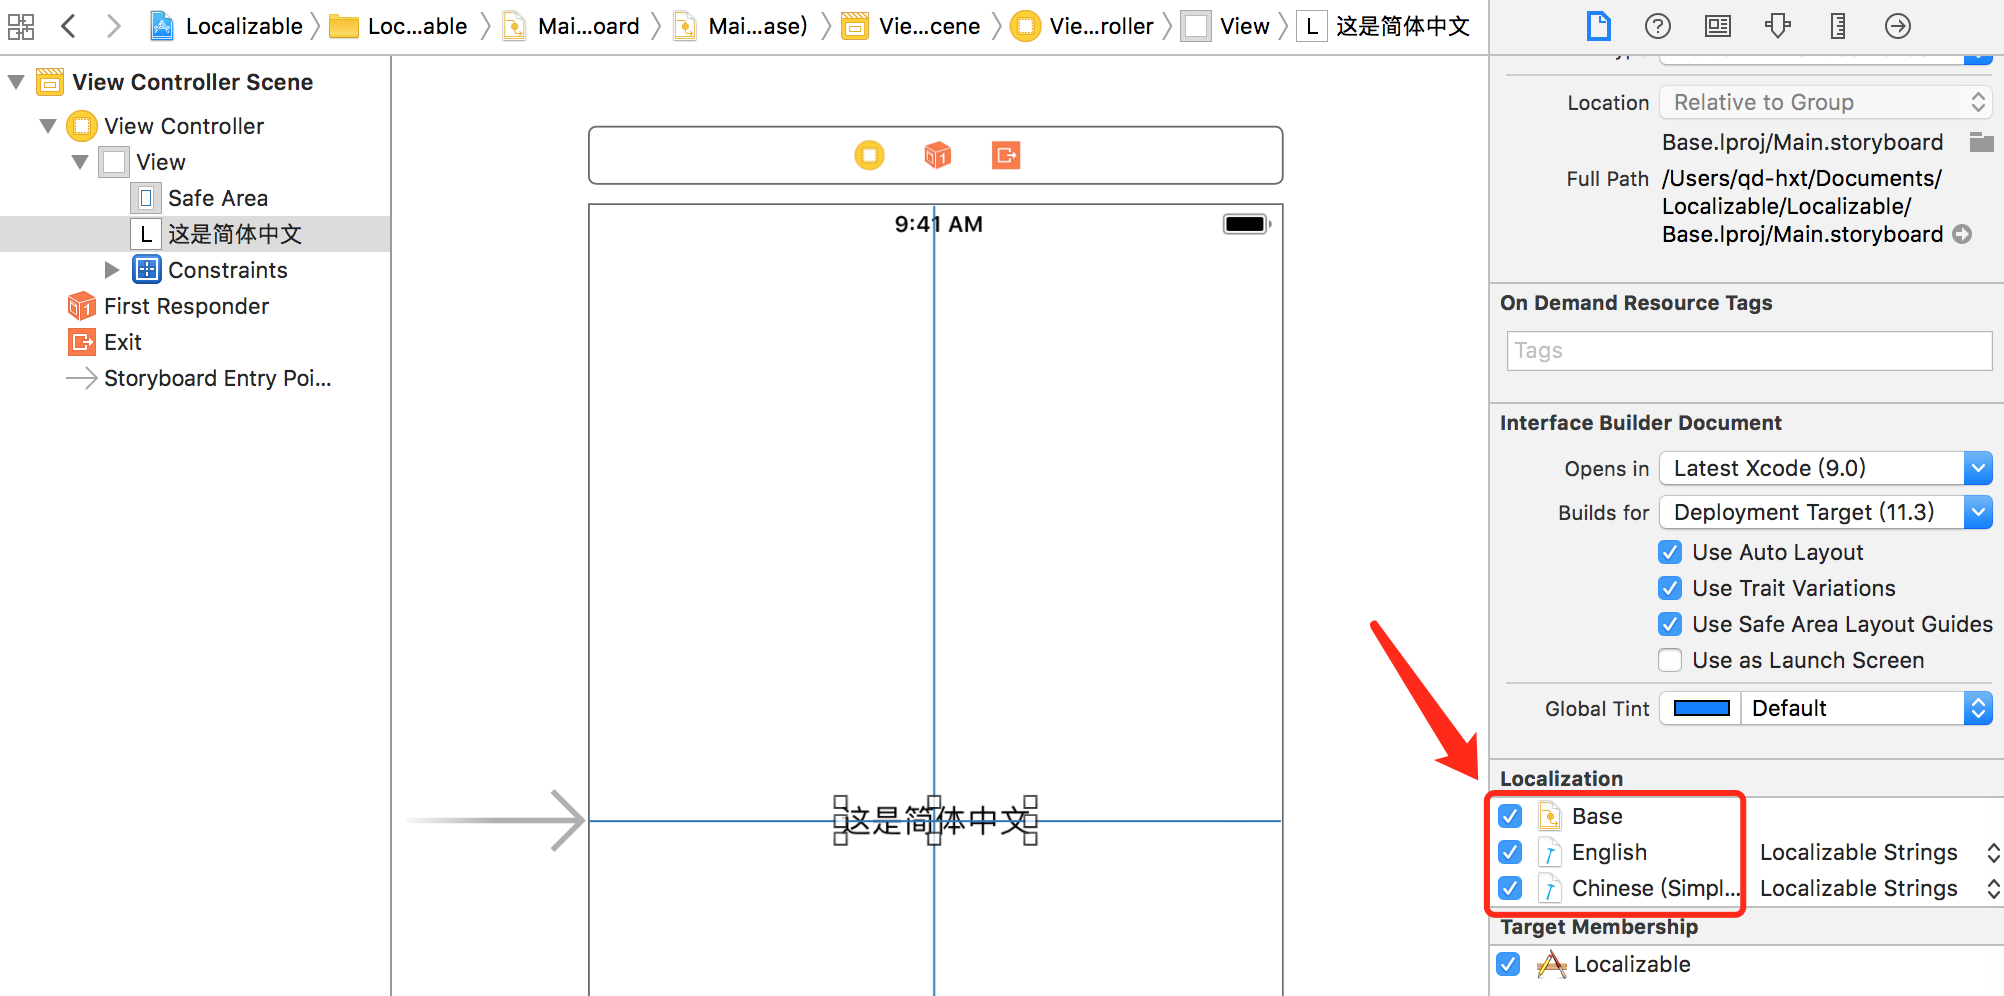 Localizable
Loc...able
Mai...oard
Mai...ase)
Vie...cene
Vie...roller
View
L
这是简体中文
View Controller Scene
View Controller
View
Safe Area
L 这是简体中文
Constraints
First Responder
Exit
Storyboard Entry Poi...
9:41 AM
这是简体中文
Location Relative to Group
Base.lproj/Main.storyboard
Full Path /Users/qd-hxt/Documents/
Localizable/Localizable/
Base.lproj/Main.storyboard
On Demand Resource Tags
Tags
Interface Builder Document
Opens in Latest Xcode (9.0)
Builds for Deployment Target (11.3)
Use Auto Layout
Use Trait Variations
Use Safe Area Layout Guides
Use as Launch Screen
Global Tint Default
Localization
Base
English Localizable Strings
Chinese (Simpl... Localizable Strings
Target Membership
Localizable